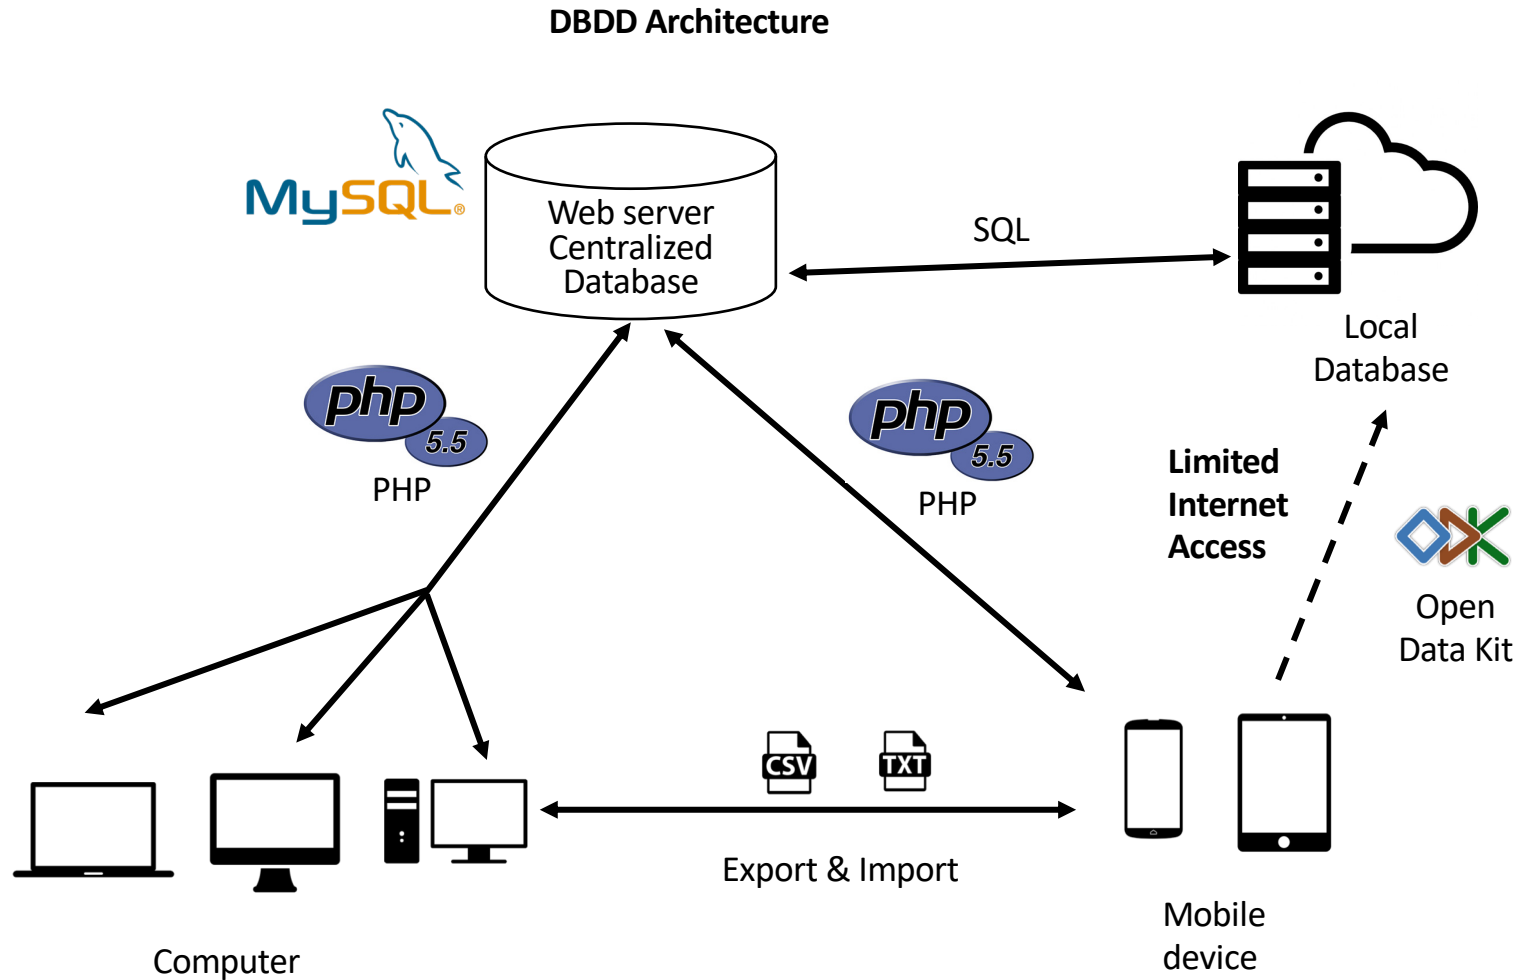 DBDD Architecture
MySQL®
Web server
Centralized
Database
SQL
Local
Database
php
5.5
PHP
php
5.5
PHP
Limited
Internet
Access
Open
Data Kit
CSV
TXT
Export & Import
Mobile
device
Computer